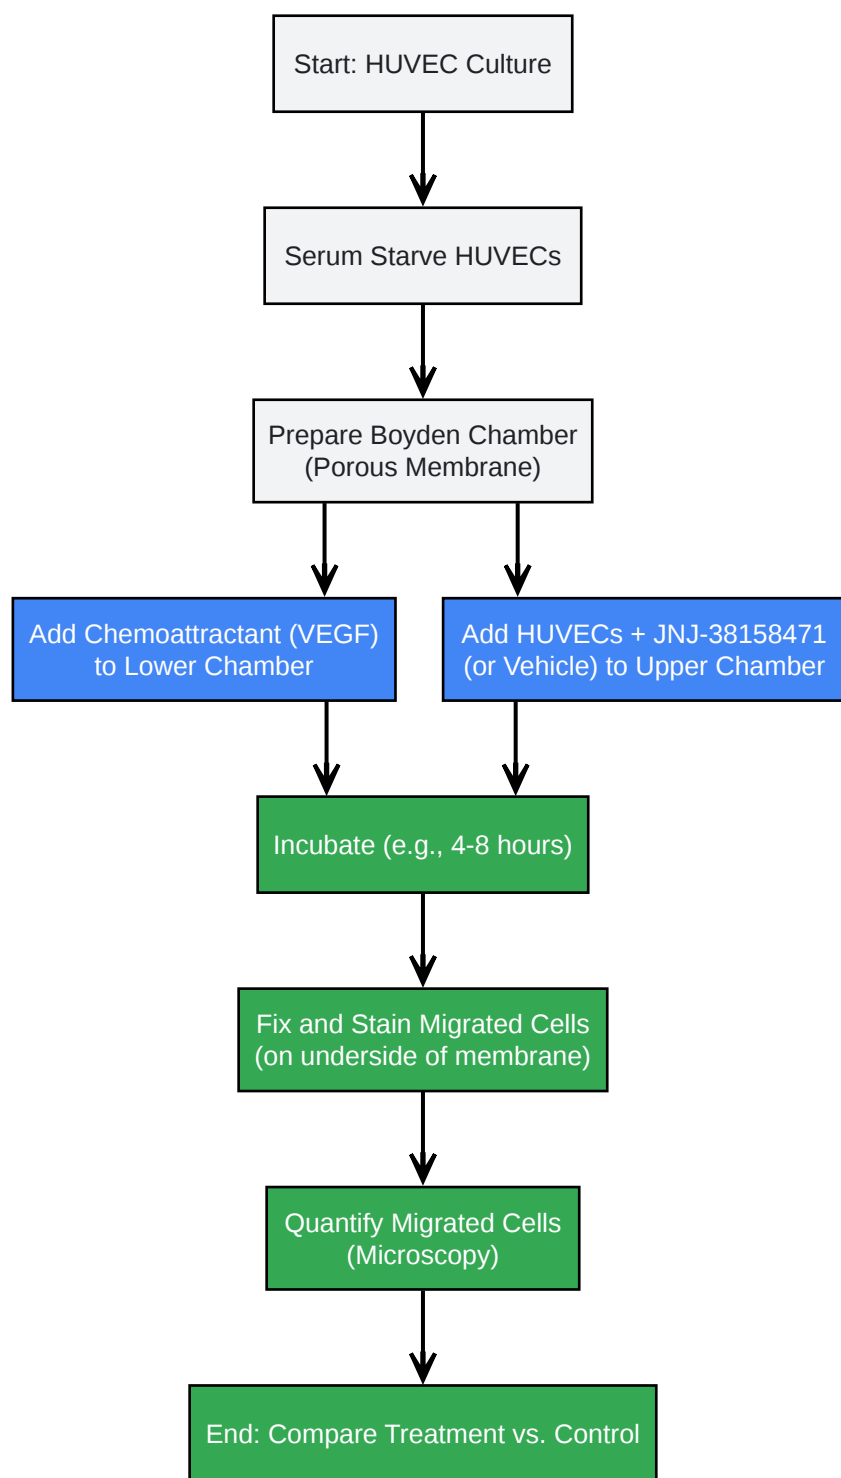 Start: HUVEC Culture
Serum Starve HUVECs
Prepare Boyden Chamber
(Porous Membrane)
Add Chemoattractant (VEGF)
to Lower Chamber
Add HUVECs + JNJ-38158471
(or Vehicle) to Upper Chamber
Incubate (e.g., 4-8 hours)
Fix and Stain Migrated Cells
(on underside of membrane)
Quantify Migrated Cells
(Microscopy)
End: Compare Treatment vs. Control